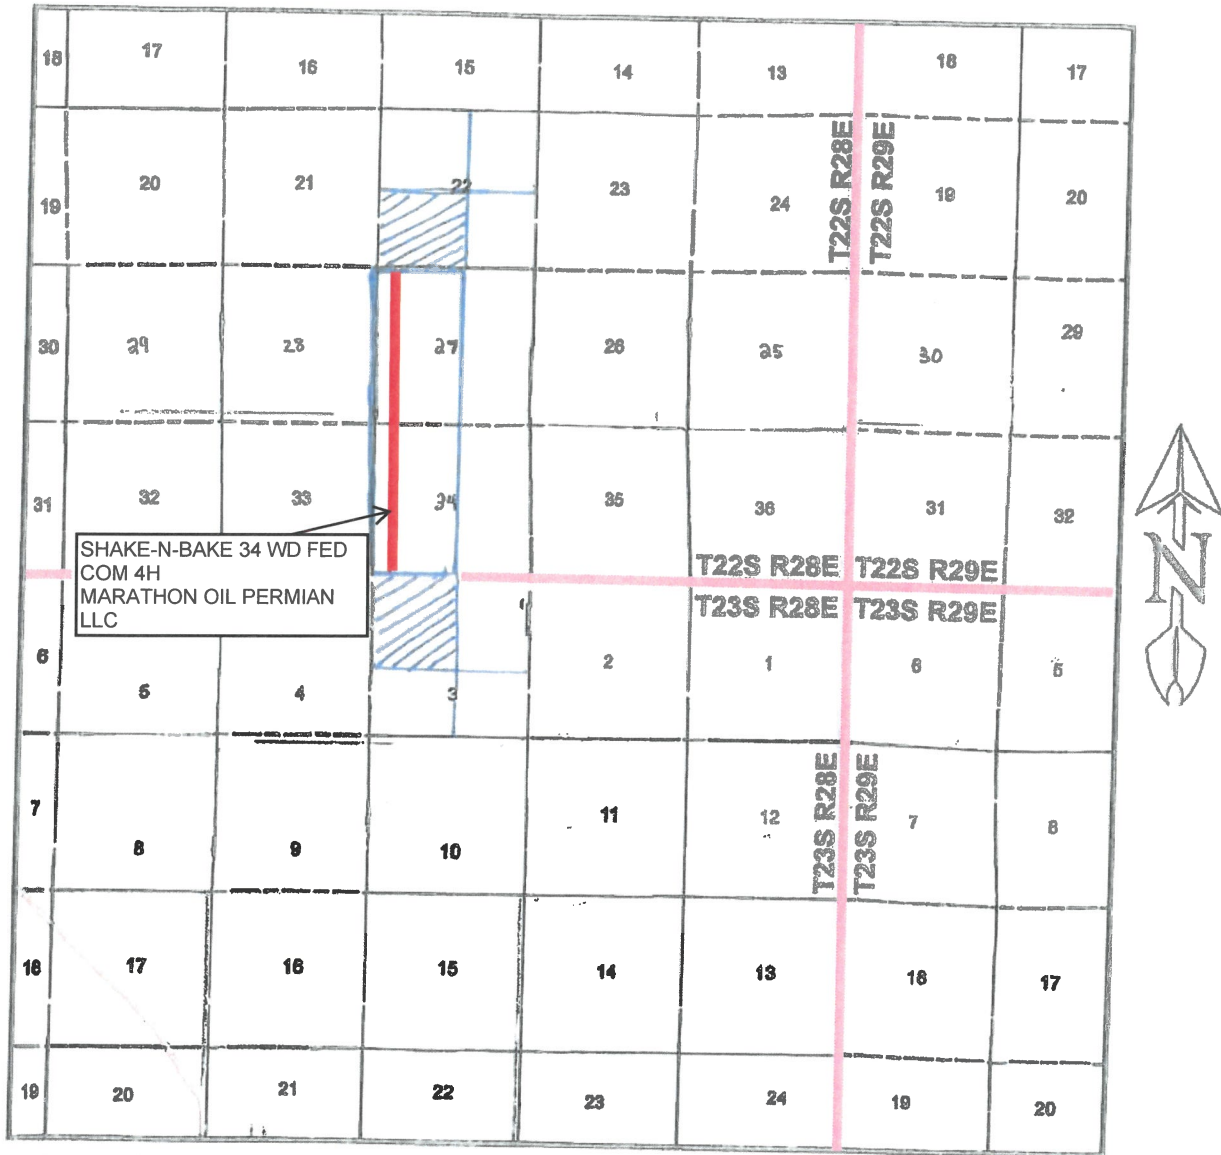 18 17 16 15 14 13 18 17
19 20 21 22 23 24 19 20
T22S R28E
T22S R29E
30 29 28 27 26 25 30 29
31 32 33 34 35 36 31 32
SHAKE-N-BAKE 34 WD FED
COM 4H
MARATHON OIL PERMIAN
LLC
T22S R28E T22S R29E
T23S R28E T23S R29E
N
6 5 4 3 2 1 6 5
T23S R28E
T23S R29E
7 8 9 10 11 12 7 8
18 17 16 15 14 13 18 17
19 20 21 22 23 24 19 20